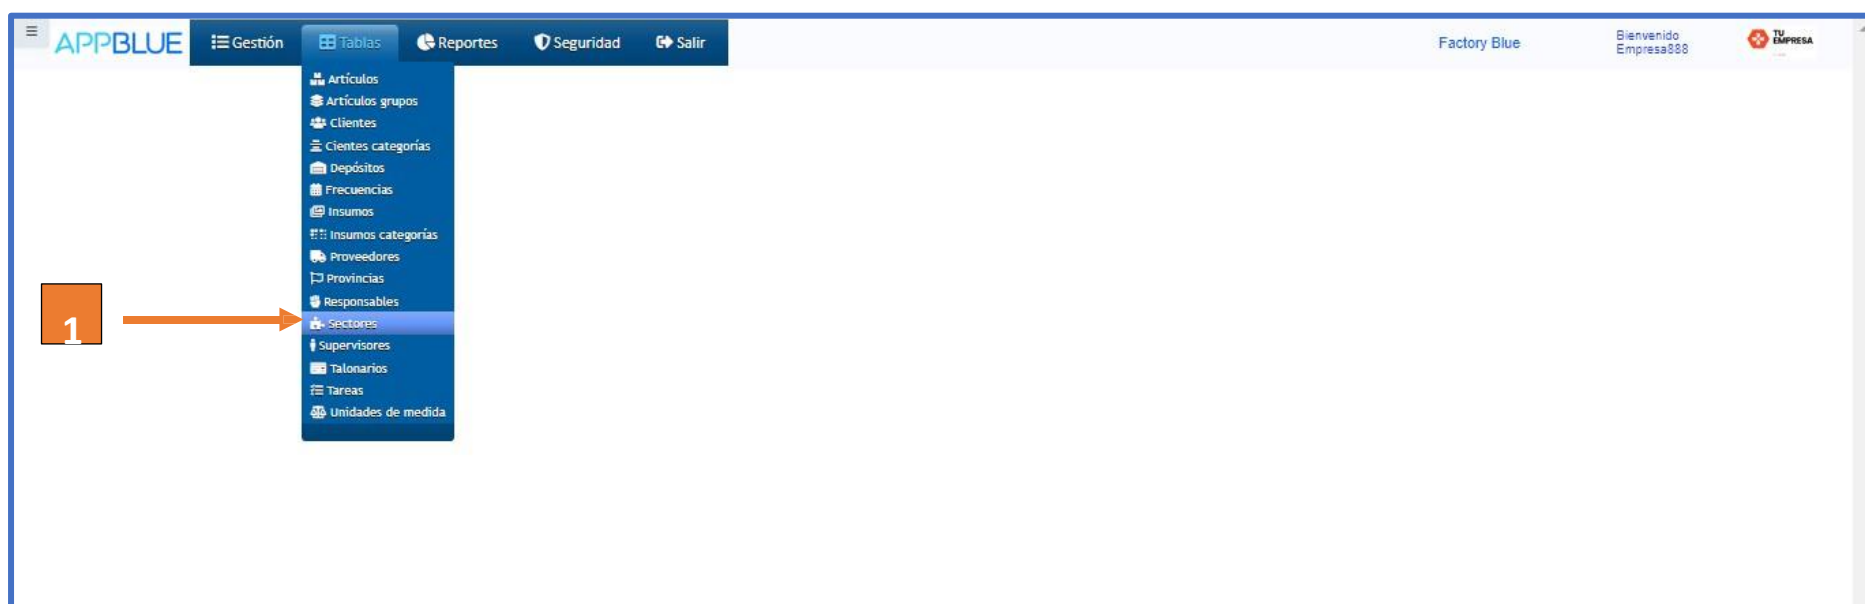 APPBLUE Gestión Tablas Reportes Seguridad Salir Factory Blue
Bienvenido
Empresa888
TU
EMPRESA
Artículos
Artículos grupos
Clientes
Cientes categorías
Depósitos
Frecuencias
Insumos
Insumos categorías
Proveedores
Provincias
Responsables
1
Sectores
Supervisores
Talonarios
Tareas
Unidades de medida